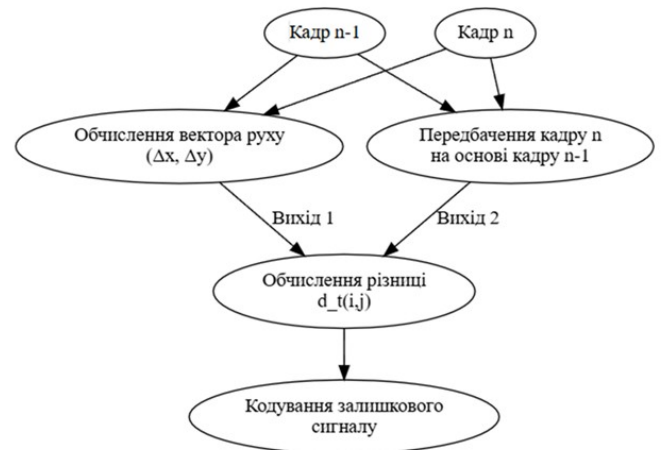 Кадр n-1
Кадр n
Обчислення вектора руху
(Δx, Δy)
Передбачення кадру n
на основі кадру n-1
Вихід 1
Вихід 2
Обчислення різниці
d_t(i,j)
Кодування залишкового
сигналу